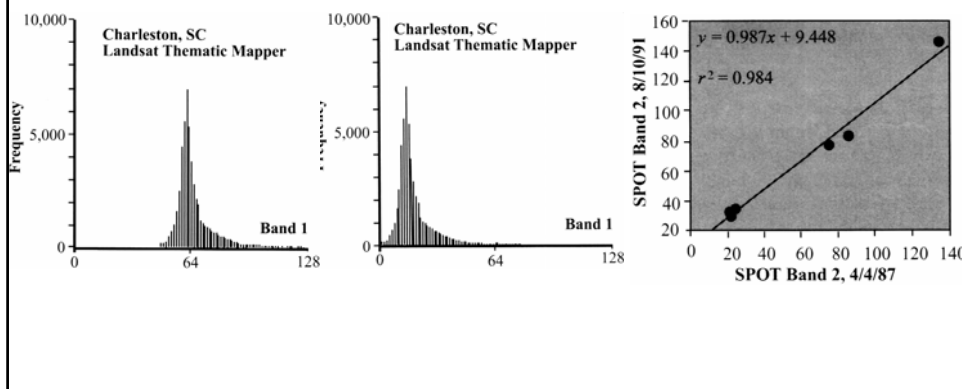 10,000
Charleston, SC
Landsat Thematic Mapper
Frequency
5,000
Band 1
0
0
64
128
10,000
Charleston, SC
Landsat Thematic Mapper
5,000
Band 1
0
0
64
128
160
y = 0.987x + 9.448
140
r² = 0.984
120
100
80
60
40
20
SPOT Band 2, 8/10/91
0
20
40
60
80
100
120
140
SPOT Band 2, 4/4/87